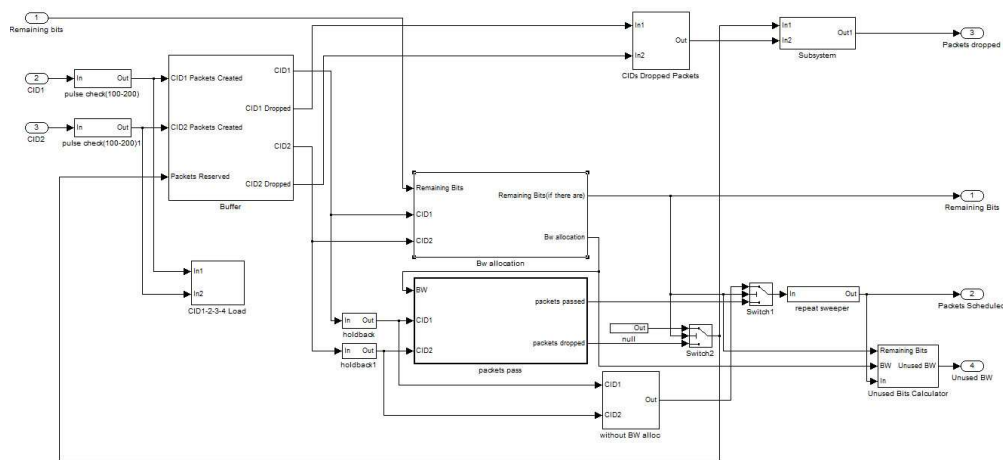 1
Remaining bits
2
CID1
In Out
pulse check(100-200)
3
CID2
In Out
pulse check(100-200)1
CID1 Packets Created
CID2 Packets Created
Packets Reserved
CID1
CID1 Dropped
CID2
CID2 Dropped
Buffer
In1
In2
CID1-2-3-4 Load
In1
In2
Out
CIDs Dropped Packets
In1
In2
Out1
Subsystem
3
Packets dropped
Remaining Bits
CID1
CID2
Remaining Bits(if there are)
Bw allocation
Bw allocation
1
Remaining Bits
BW
CID1
CID2
packets passed
packets dropped
packets pass
In Out
holdback
In Out
holdback1
Out
null
Switch2
Switch1
In Out
repeat sweeper
2
Packets Scheduled
Remaining Bits
BW
In
Unused BW
Unused Bits Calculator
4
Unused BW
CID1
CID2
Out
without BW alloc